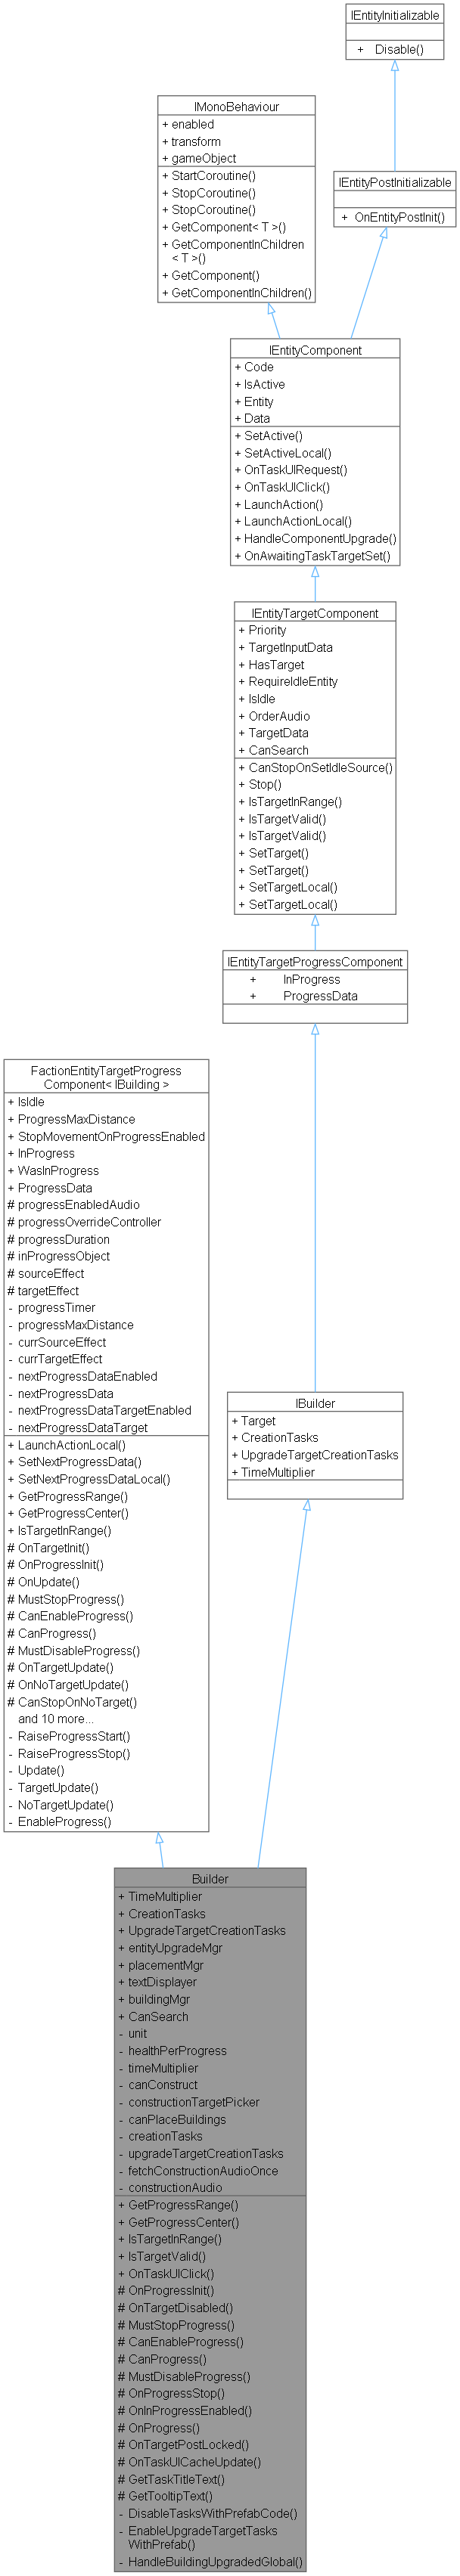 IEntityInitializable
+ Disable()
IMonoBehaviour
+ enabled
+ transform
+ gameObject
+ StartCoroutine()
+ StopCoroutine()
+ StopCoroutine()
+ GetComponent< T >()
+ GetComponentInChildren
< T >()
+ GetComponent()
+ GetComponentInChildren()
IEntityPostInitializable
+ OnEntityPostInit()
IEntityComponent
+ Code
+ IsActive
+ Entity
+ Data
+ SetActive()
+ SetActiveLocal()
+ OnTaskUIRequest()
+ OnTaskUIClick()
+ LaunchAction()
+ LaunchActionLocal()
+ HandleComponentUpgrade()
+ OnAwaitingTaskTargetSet()
IEntityTargetComponent
+ Priority
+ TargetInputData
+ HasTarget
+ RequireIdleEntity
+ IsIdle
+ OrderAudio
+ TargetData
+ CanSearch
+ CanStopOnSetIdleSource()
+ Stop()
+ IsTargetInRange()
+ IsTargetValid()
+ IsTargetValid()
+ SetTarget()
+ SetTarget()
+ SetTargetLocal()
+ SetTargetLocal()
IEntityTargetProgressComponent
+ InProgress
+ ProgressData
FactionEntityTargetProgress
Component< IBuilding >
+ IsIdle
+ ProgressMaxDistance
+ StopMovementOnProgressEnabled
+ InProgress
+ WasInProgress
+ ProgressData
# progressEnabledAudio
# progressOverrideController
# progressDuration
# inProgressObject
# sourceEffect
# targetEffect
- progressTimer
- progressMaxDistance
- currSourceEffect
- currTargetEffect
- nextProgressDataEnabled
- nextProgressData
- nextProgressDataTargetEnabled
- nextProgressDataTarget
+ LaunchActionLocal()
+ SetNextProgressData()
+ SetNextProgressDataLocal()
+ GetProgressRange()
+ GetProgressCenter()
+ IsTargetInRange()
# OnTargetInit()
# OnProgressInit()
# OnUpdate()
# MustStopProgress()
# CanEnableProgress()
# CanProgress()
# MustDisableProgress()
# OnTargetUpdate()
# OnNoTargetUpdate()
# CanStopOnNoTarget()
and 10 more...
- RaiseProgressStart()
- RaiseProgressStop()
- Update()
- TargetUpdate()
- NoTargetUpdate()
- EnableProgress()
IBuilder
+ Target
+ CreationTasks
+ UpgradeTargetCreationTasks
+ TimeMultiplier
Builder
+ TimeMultiplier
+ CreationTasks
+ UpgradeTargetCreationTasks
+ entityUpgradeMgr
+ placementMgr
+ textDisplayer
+ buildingMgr
+ CanSearch
- unit
- healthPerProgress
- timeMultiplier
- canConstruct
- constructionTargetPicker
- canPlaceBuildings
- creationTasks
- upgradeTargetCreationTasks
- fetchConstructionAudioOnce
- constructionAudio
+ GetProgressRange()
+ GetProgressCenter()
+ IsTargetInRange()
+ IsTargetValid()
+ OnTaskUIClick()
# OnProgressInit()
# OnTargetDisabled()
# MustStopProgress()
# CanEnableProgress()
# CanProgress()
# MustDisableProgress()
# OnProgressStop()
# OnInProgressEnabled()
# OnProgress()
# OnTargetPostLocked()
# OnTaskUICacheUpdate()
# GetTaskTitleText()
# GetTooltipText()
- DisableTasksWithPrefabCode()
- EnableUpgradeTargetTasks
WithPrefab()
- HandleBuildingUpgradedGlobal()